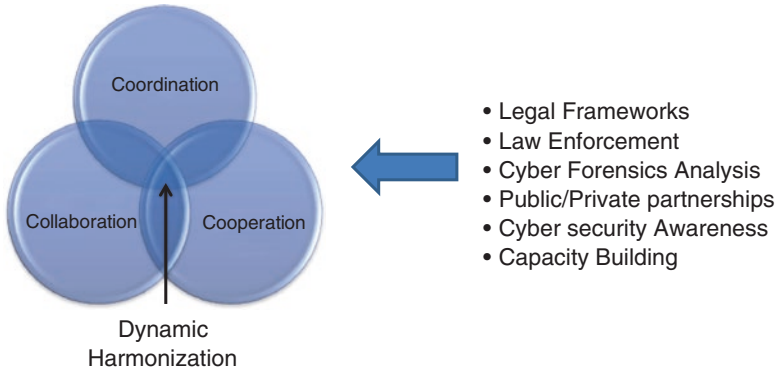 Coordination
Collaboration
Cooperation
Dynamic
Harmonization
• Legal Frameworks
• Law Enforcement
• Cyber Forensics Analysis
• Public/Private partnerships
• Cyber security Awareness
• Capacity Building